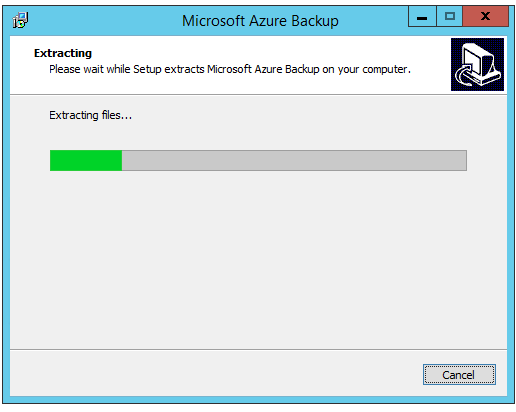 Microsoft Azure Backup
Extracting
Please wait while Setup extracts Microsoft Azure Backup on your computer.
Extracting files...
Cancel